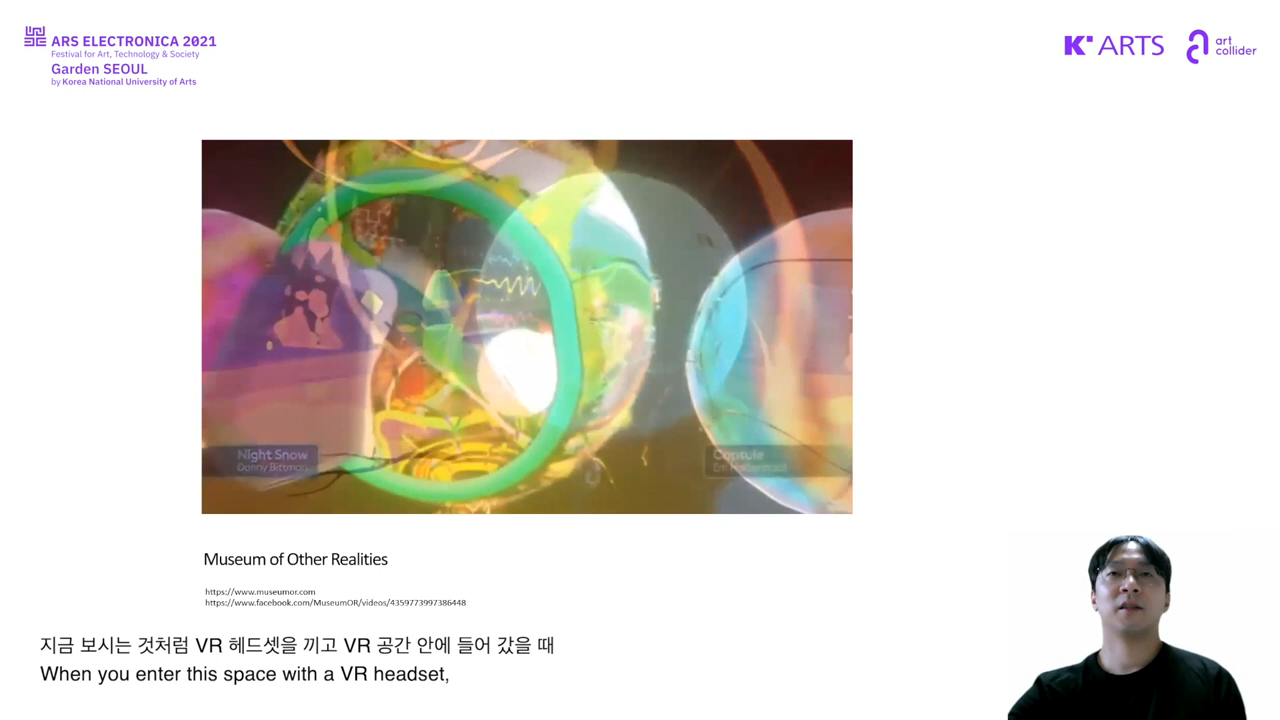 ARS ELECTRONICA 2021
Festival for Art, Technology & Society
Garden SEOUL
by Korea National University of Arts
K ARTS
art
collider
Night Snow
Danny Bittman
Capsule
Museum of Other Realities
https://www.museumor.com
https://www.facebook.com/MuseumOR/videos/4359773997386448
지금 보시는 것처럼 VR 헤드셋을 끼고 VR 공간 안에 들어 갔을 때
When you enter this space with a VR headset,